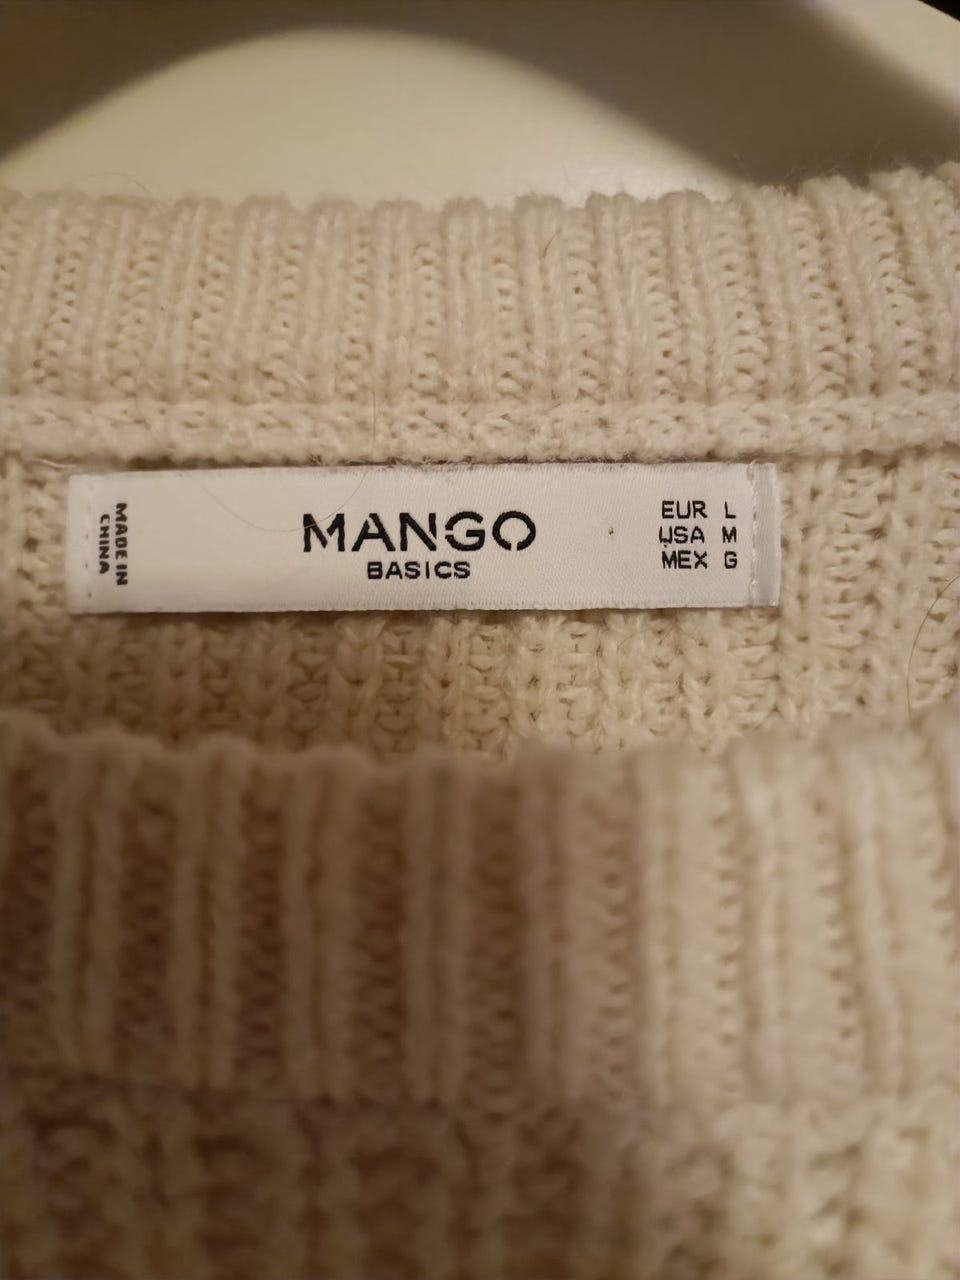 MADE IN
CHINA
MANGO
BASICS
EUR L
USA M
MEX G